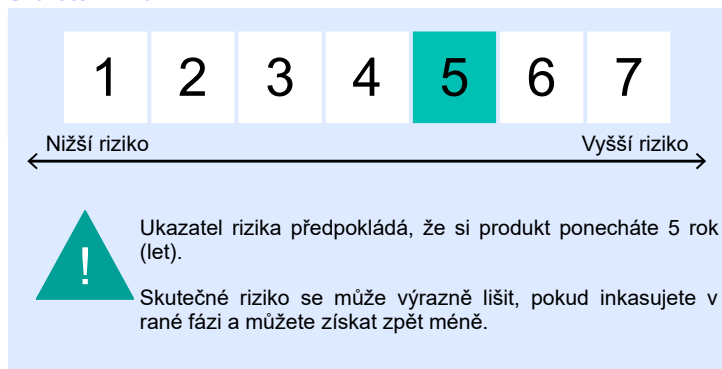 1 2 3 4 5 6 7
Nižší riziko Vyšší riziko
!
Ukazatel rizika předpokládá, že si produkt ponecháte 5 rok
(let).
Skutečné riziko se může výrazně lišit, pokud inkasujete v
rané fázi a můžete získat zpět méně.